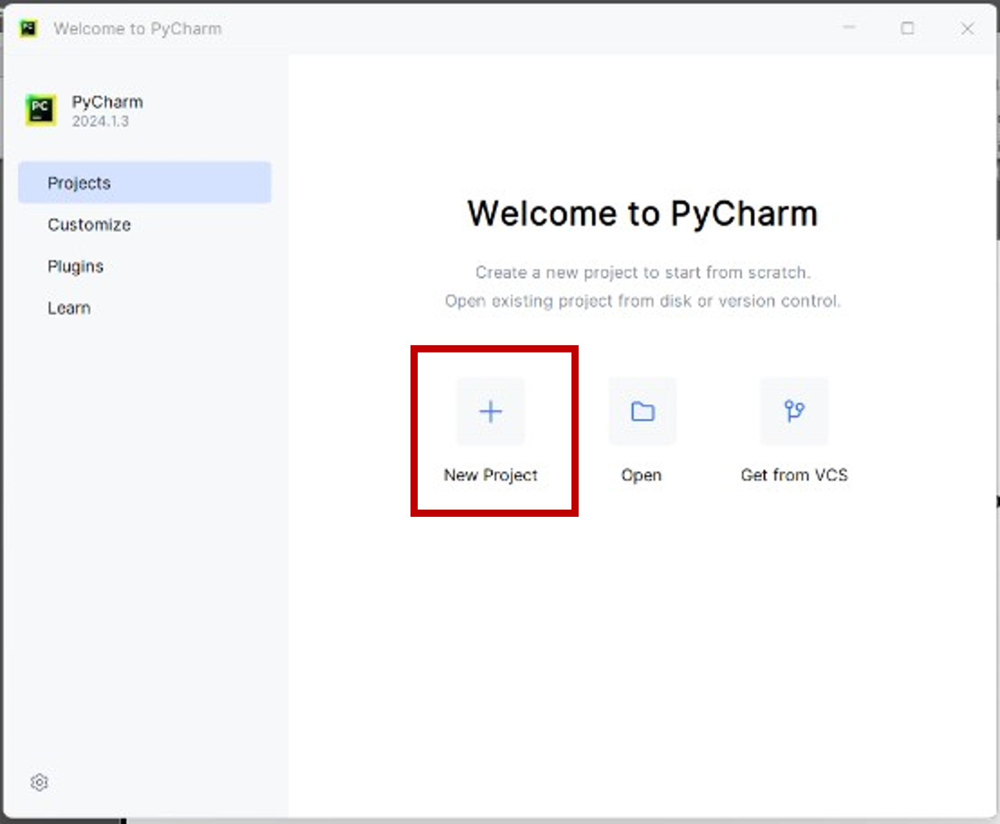 Welcome to PyCharm
PC
PyCharm
2024.1.3
Projects
Customize
Plugins
Learn
Welcome to PyCharm
Create a new project to start from scratch.
Open existing project from disk or version control.
New Project
Open
Get from VCS